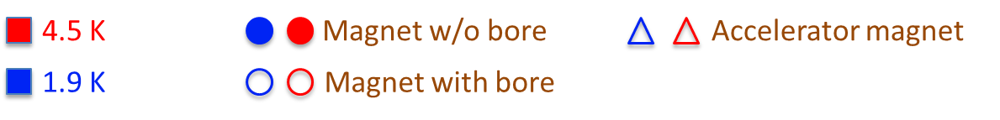 4.5 K Magnet w/o bore Accelerator magnet
1.9 K Magnet with bore